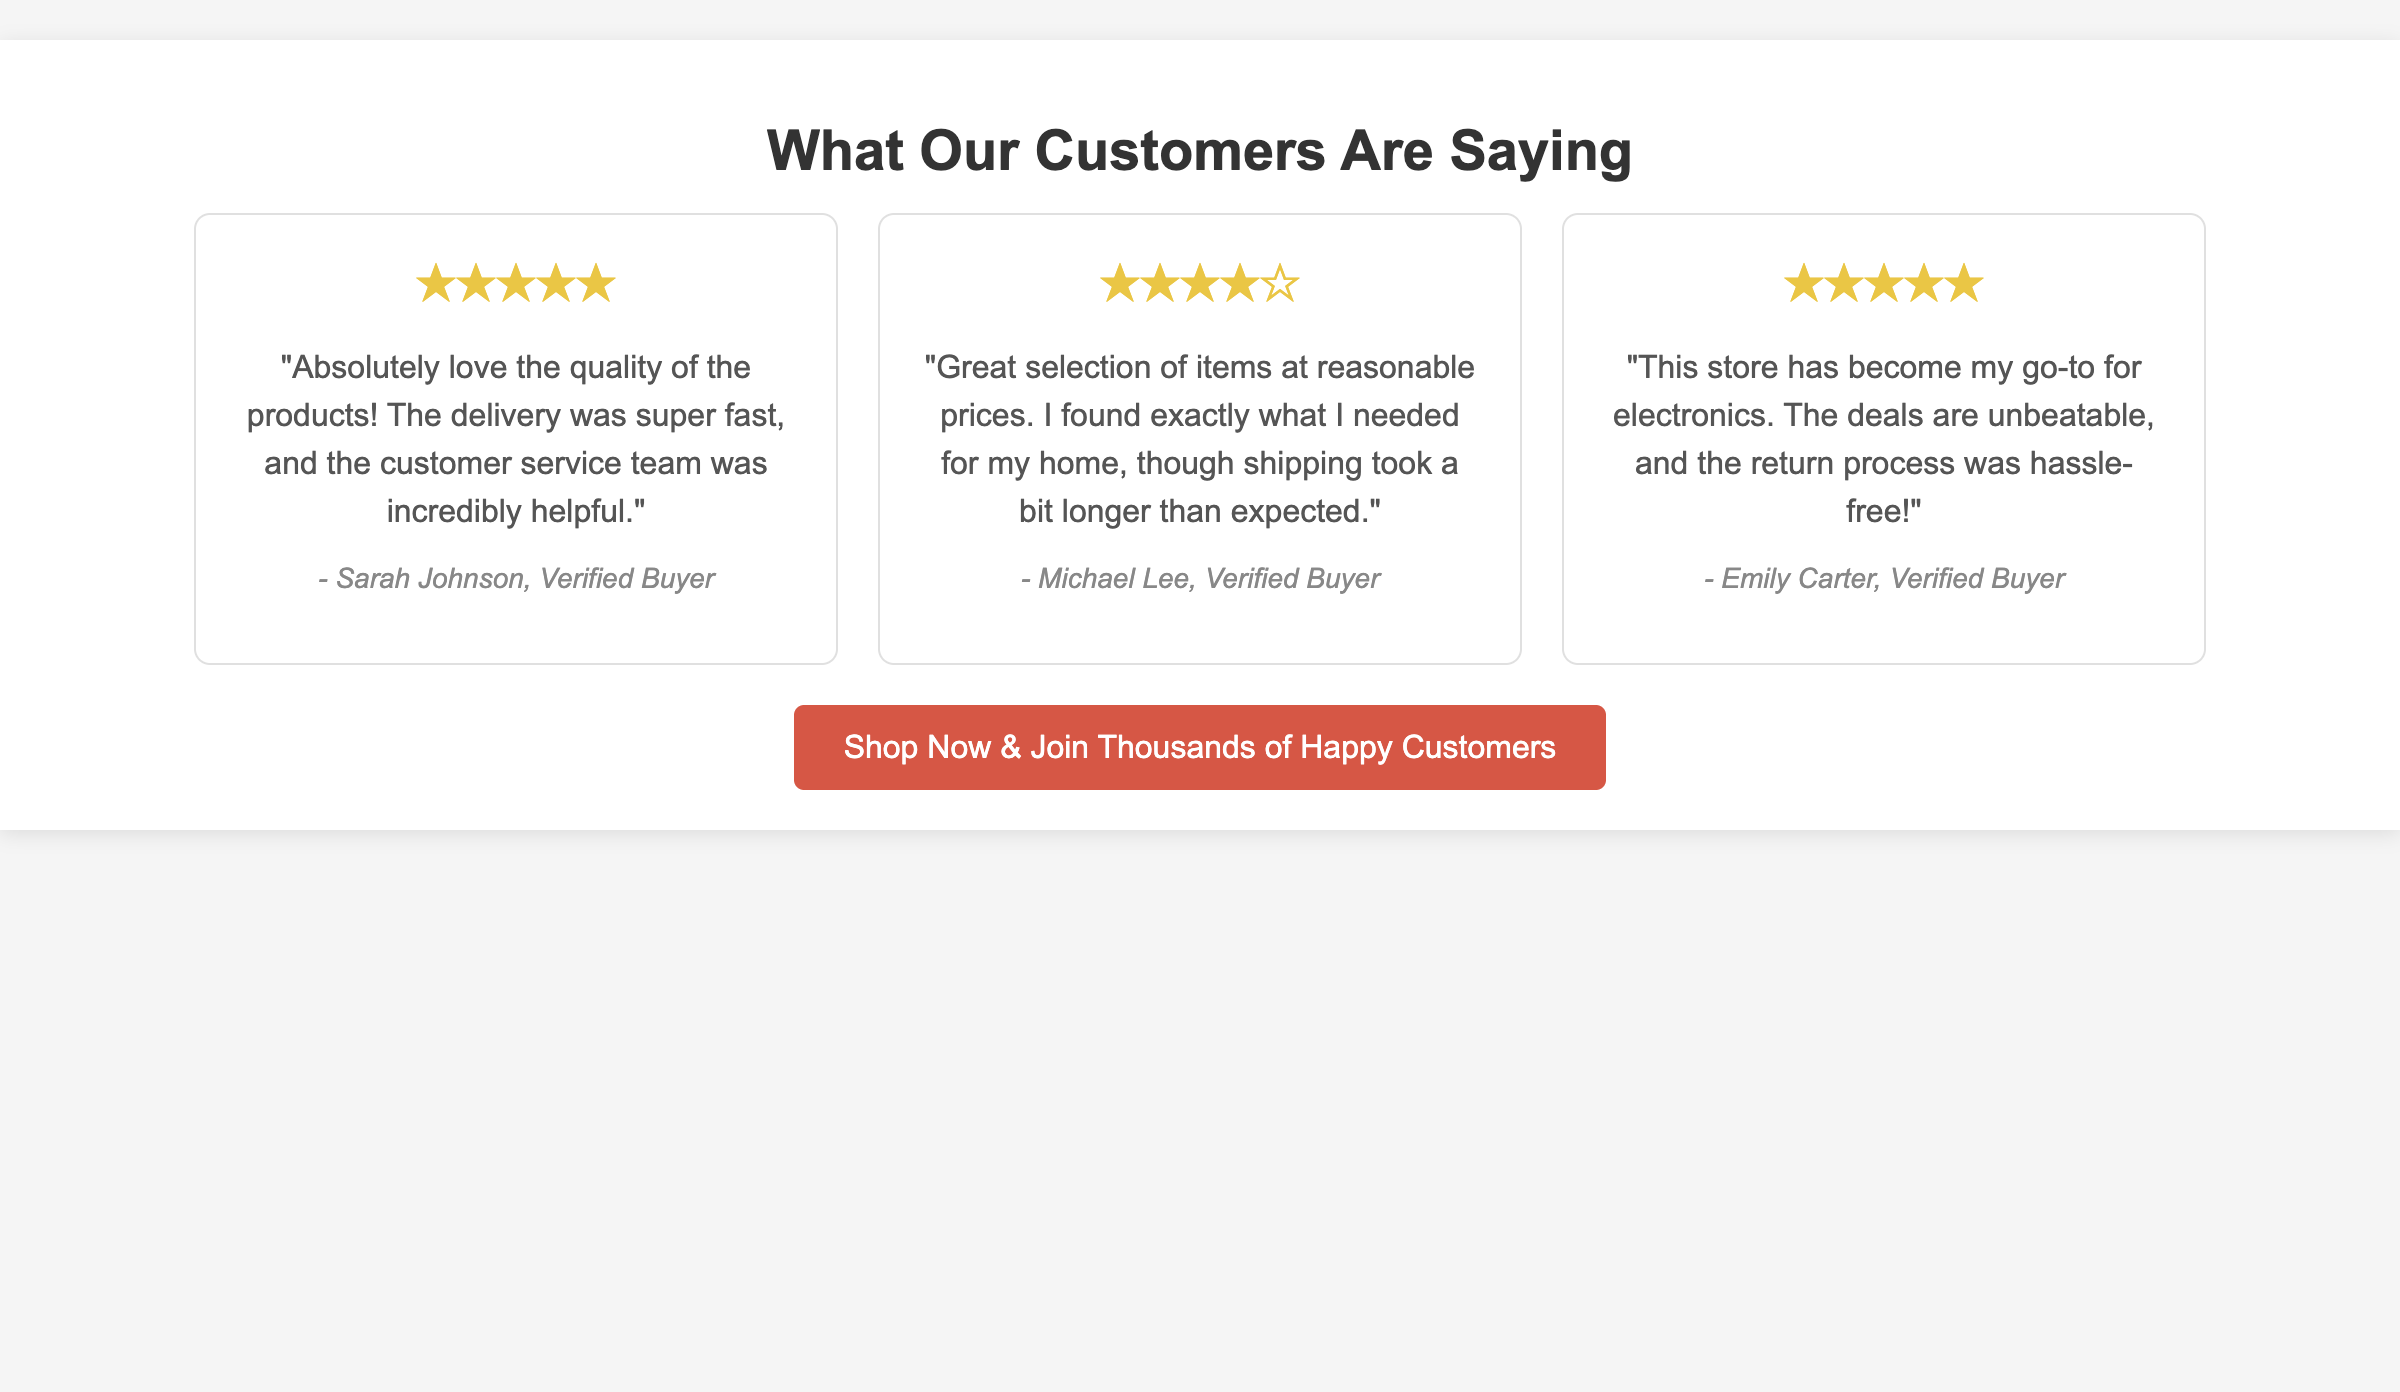 What Our Customers Are Saying
★★★★★
"Absolutely love the quality of the
products! The delivery was super fast,
and the customer service team was
incredibly helpful."
- Sarah Johnson, Verified Buyer
★★★★☆
"Great selection of items at reasonable
prices. I found exactly what I needed
for my home, though shipping took a
bit longer than expected."
- Michael Lee, Verified Buyer
★★★★★
"This store has become my go-to for
electronics. The deals are unbeatable,
and the return process was hassle-
free!"
- Emily Carter, Verified Buyer
Shop Now & Join Thousands of Happy Customers